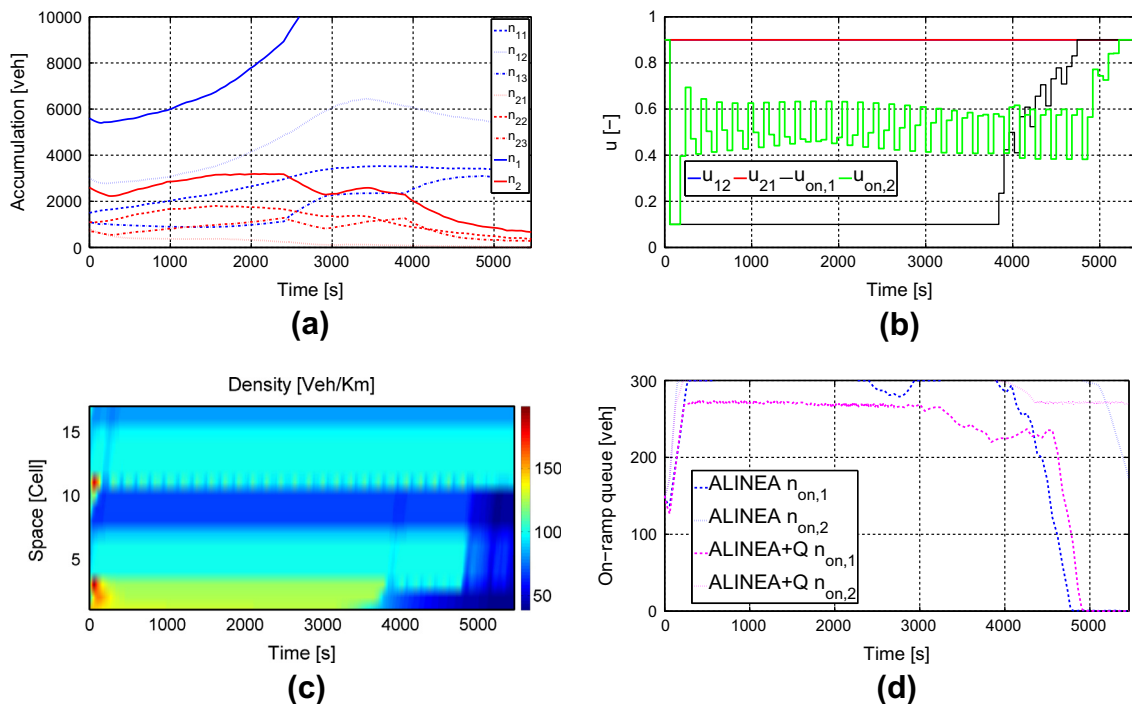 10000
8000
6000
4000
2000
0
Accumulation [veh]
0 1000 2000 3000 4000 5000
Time [s]
n11
n12
n13
n21
n22
n23
n1
n2
(a)
1
0.8
0.6
0.4
0.2
0
u [−]
u12 u21 uon,1 uon,2
0 1000 2000 3000 4000 5000
Time [s]
(b)
Density [Veh/Km]
15
10
5
Space [Cell]
0 1000 2000 3000 4000 5000
Time [s]
150
100
50
(c)
300
200
100
0
On−ramp queue [veh]
ALINEA non,1
ALINEA non,2
ALINEA+Q non,1
ALINEA+Q non,2
0 1000 2000 3000 4000 5000
Time [s]
(d)